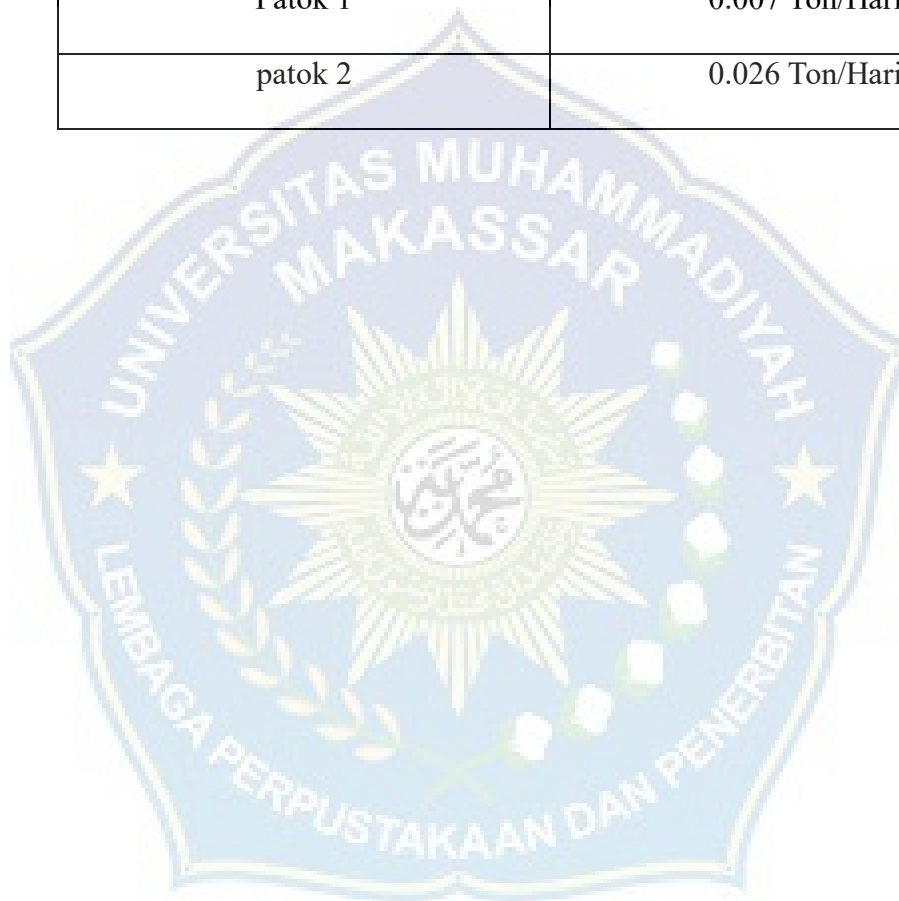 Patok 1 0.007 Ton/Hari
patok 2 0.026 Ton/Hari
UNIVERSITAS MUHAMMADIYAH
MAKASSAR
LEMBAGA PERPUSTAKAAN DAN PENERBITAN